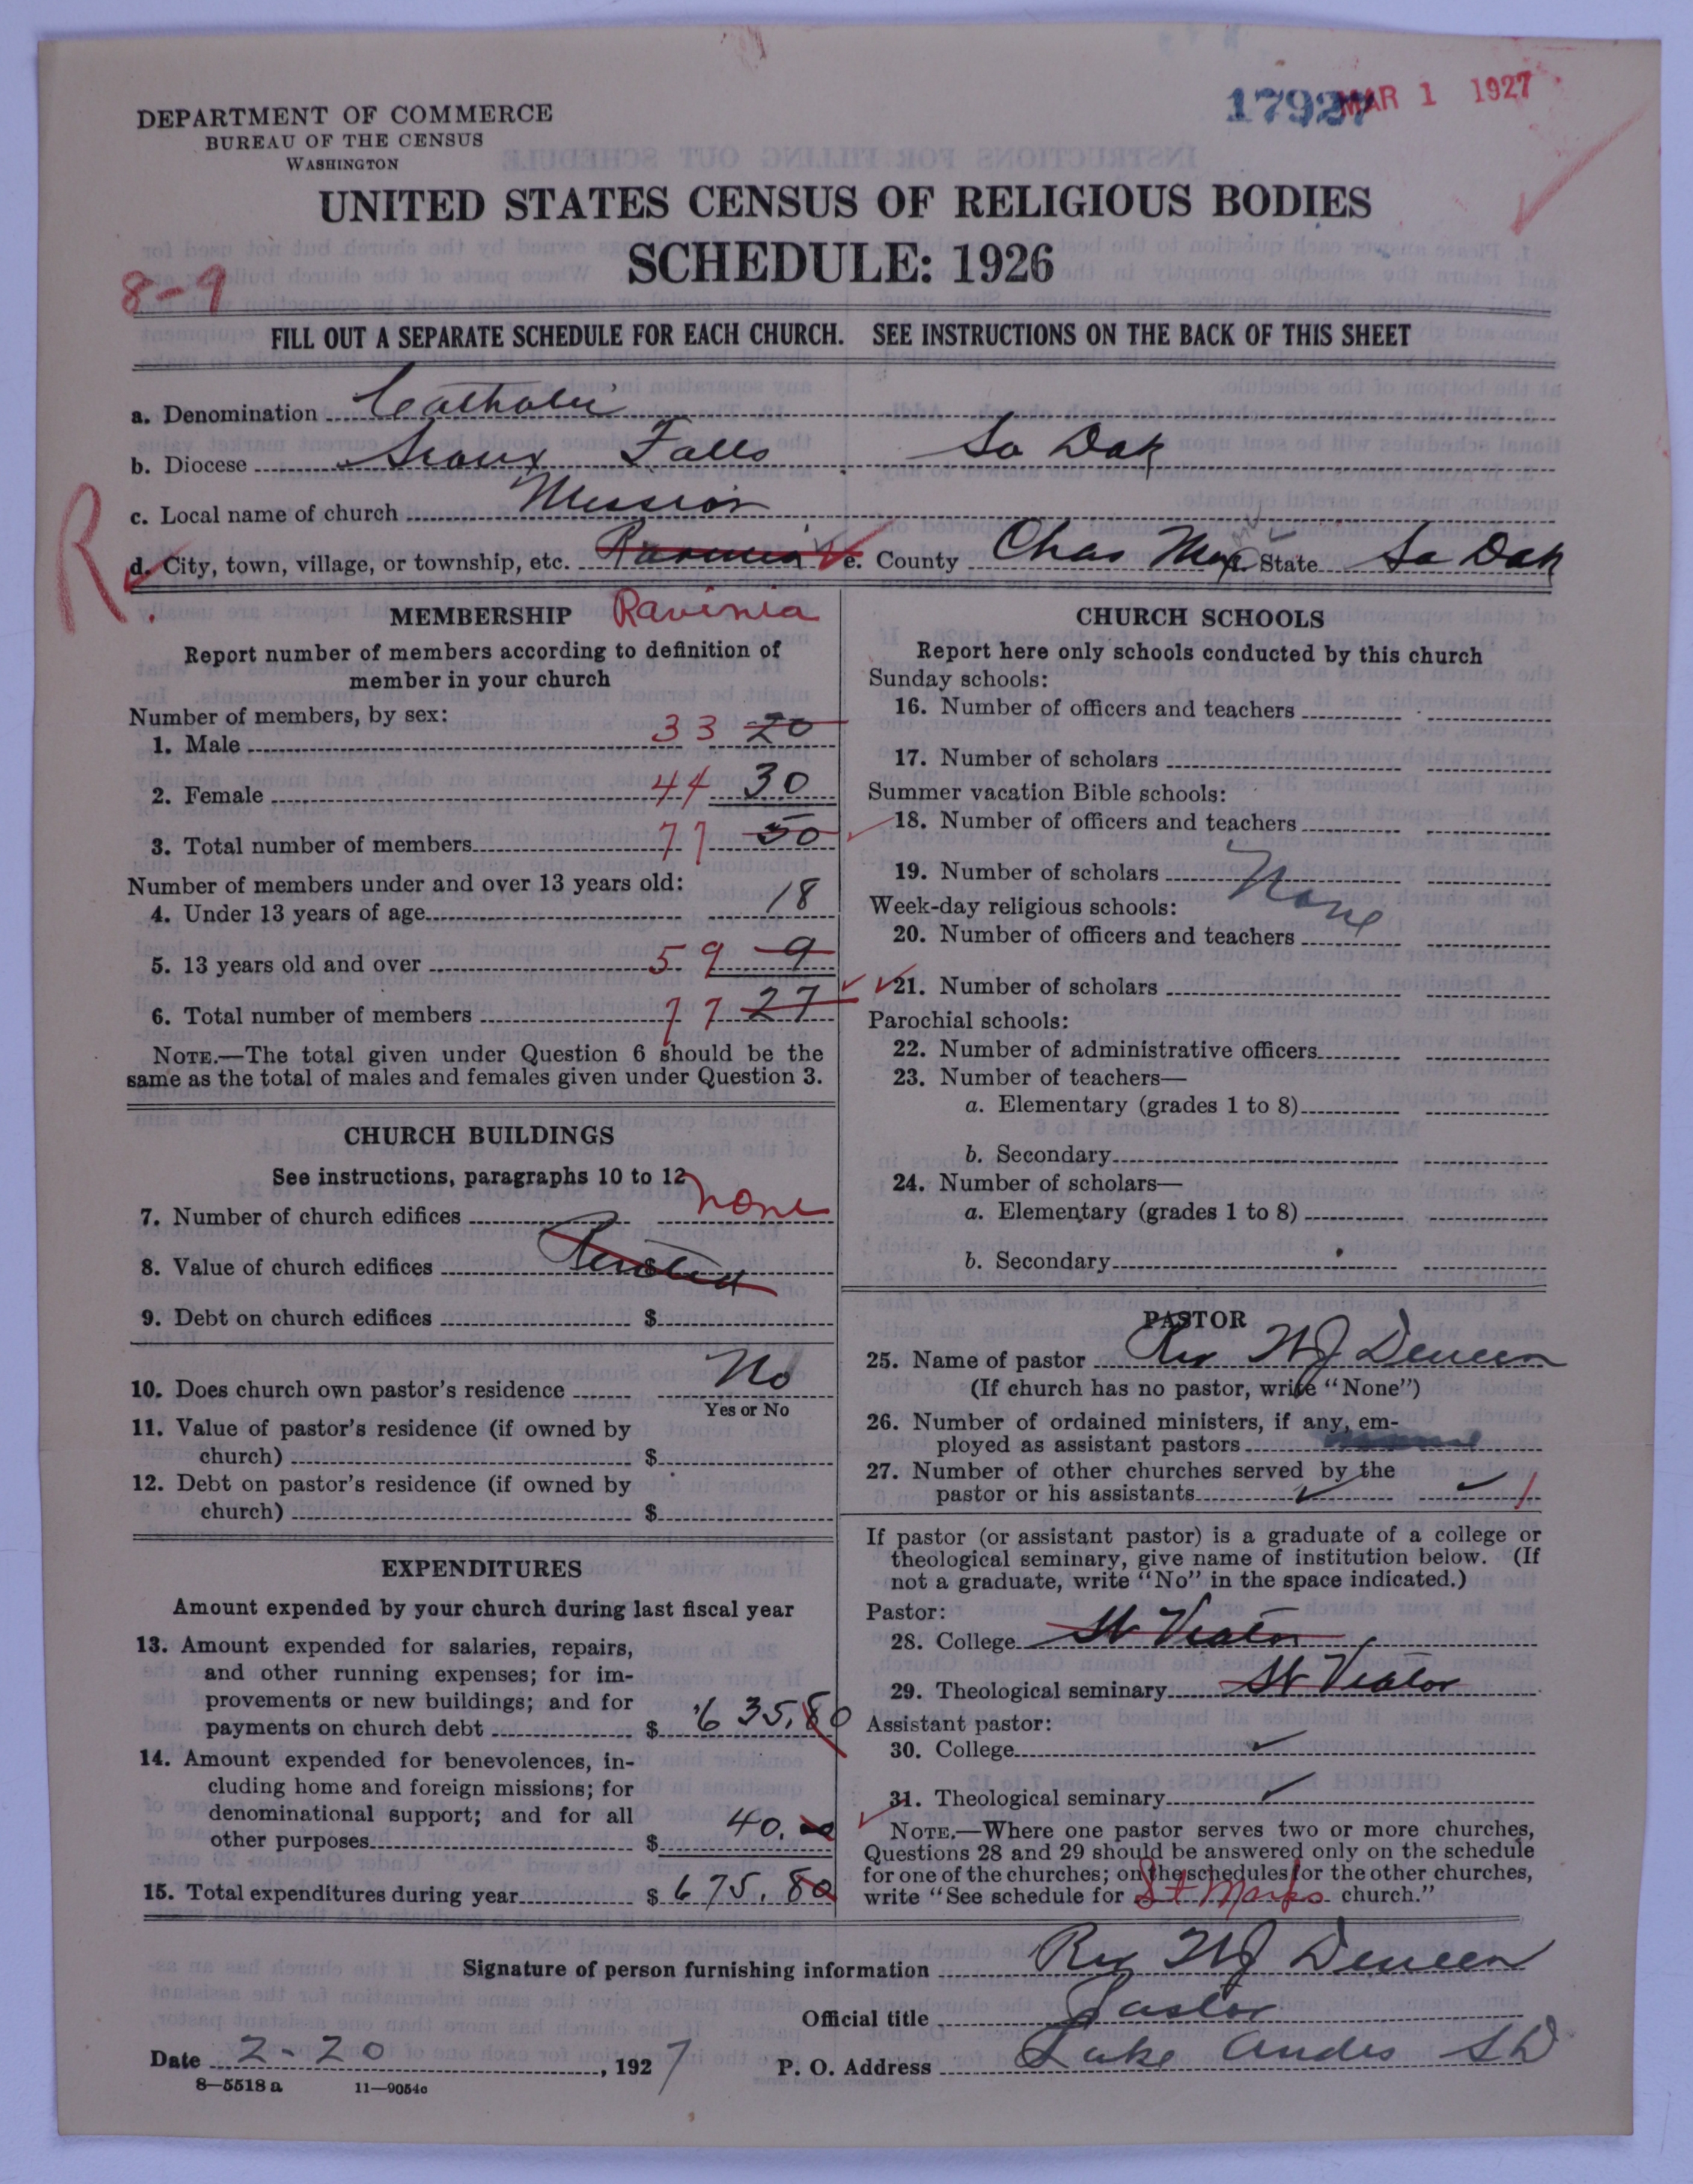 17927 MAR 1 1927
DEPARTMENT OF COMMERCE
BUREAU OF THE CENSUS
WASHINGTON
UNITED STATES CENSUS OF RELIGIOUS BODIES
SCHEDULE: 1926
8-9
FILL OUT A SEPARATE SCHEDULE FOR EACH CHURCH. SEE INSTRUCTIONS ON THE BACK OF THIS SHEET
a. Denomination Catholic
b. Diocese Sioux Falls So Dak
c. Local name of church Mission
R d. City, town, village, or township, etc. Ravinia e. County Chas Mix State So Dak
MEMBERSHIP Ravinia
Report number of members according to definition of
member in your church
Number of members, by sex:
1. Male 33 20
2. Female 44 30
3. Total number of members 77 50
Number of members under and over 13 years old:
4. Under 13 years of age 18
5. 13 years old and over 59 9
6. Total number of members 77 27
NOTE.—The total given under Question 6 should be the
same as the total of males and females given under Question 3.
CHURCH BUILDINGS
See instructions, paragraphs 10 to 12
7. Number of church edifices none
8. Value of church edifices $ Rented
9. Debt on church edifices $
10. Does church own pastor's residence No
Yes or No
11. Value of pastor's residence (if owned by
church) $
12. Debt on pastor's residence (if owned by
church) $
EXPENDITURES
Amount expended by your church during last fiscal year
13. Amount expended for salaries, repairs,
and other running expenses; for im-
provements or new buildings; and for
payments on church debt $ 635.80
14. Amount expended for benevolences, in-
cluding home and foreign missions; for
denominational support; and for all
other purposes $ 40.00
15. Total expenditures during year $ 675.80
CHURCH SCHOOLS
Report here only schools conducted by this church
Sunday schools:
16. Number of officers and teachers
17. Number of scholars
Summer vacation Bible schools:
18. Number of officers and teachers
19. Number of scholars None
Week-day religious schools:
20. Number of officers and teachers
21. Number of scholars
Parochial schools:
22. Number of administrative officers
23. Number of teachers—
a. Elementary (grades 1 to 8)
b. Secondary
24. Number of scholars—
a. Elementary (grades 1 to 8)
b. Secondary
PASTOR
25. Name of pastor Rev W J Deneen
(If church has no pastor, write "None")
26. Number of ordained ministers, if any, em-
ployed as assistant pastors
27. Number of other churches served by the
pastor or his assistants 1
If pastor (or assistant pastor) is a graduate of a college or
theological seminary, give name of institution below. (If
not a graduate, write "No" in the space indicated.)
Pastor:
28. College St Viator
29. Theological seminary St Viator
Assistant pastor:
30. College
31. Theological seminary
NOTE.—Where one pastor serves two or more churches,
Questions 28 and 29 should be answered only on the schedule
for one of the churches; on the schedules for the other churches,
write "See schedule for St Marks church."
Signature of person furnishing information Rev W J Deneen
Official title Pastor
Date 2-20, 1927 P. O. Address Lake Andes SD
8—5518 a 11—9054c